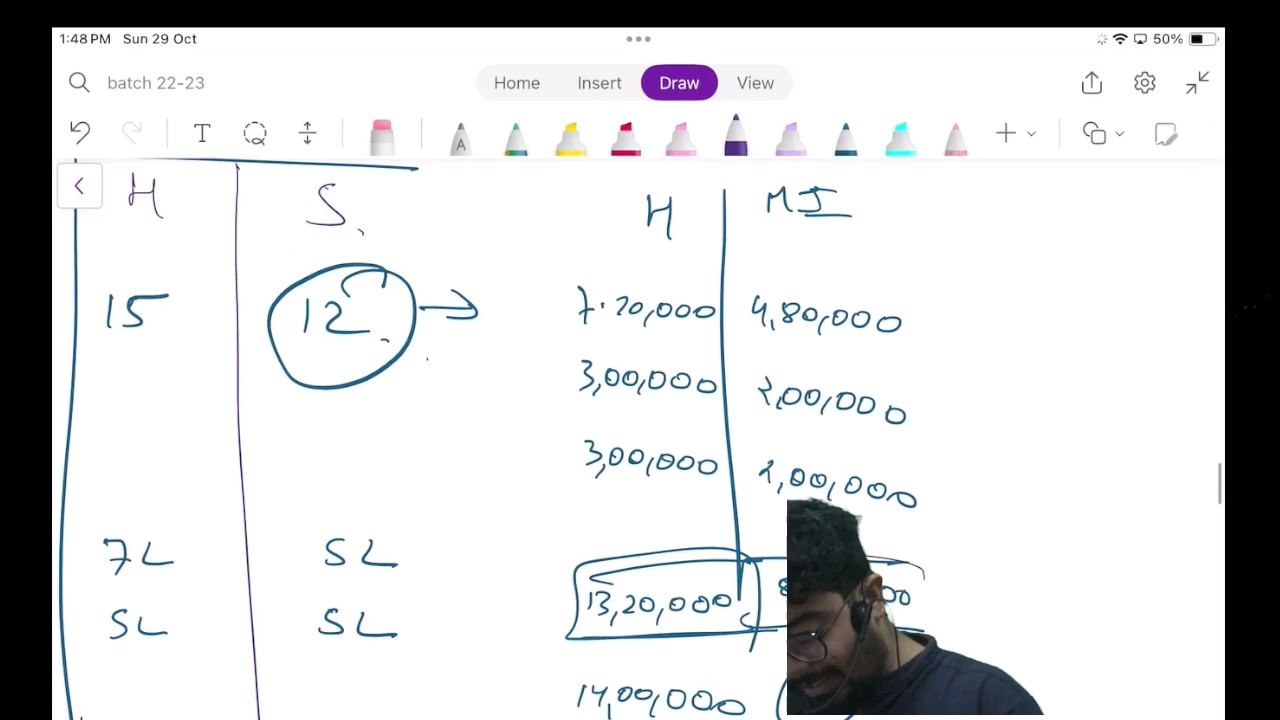 1:48 PM Sun 29 Oct
50%
batch 22-23
Home Insert Draw View
T
A
H S.
H MI
15 12
7.20,000 4,80,000
3,00,000 2,00,000
3,00,000 2,00,000
7L 5L
13,20,000
5L 5L
14,00,000